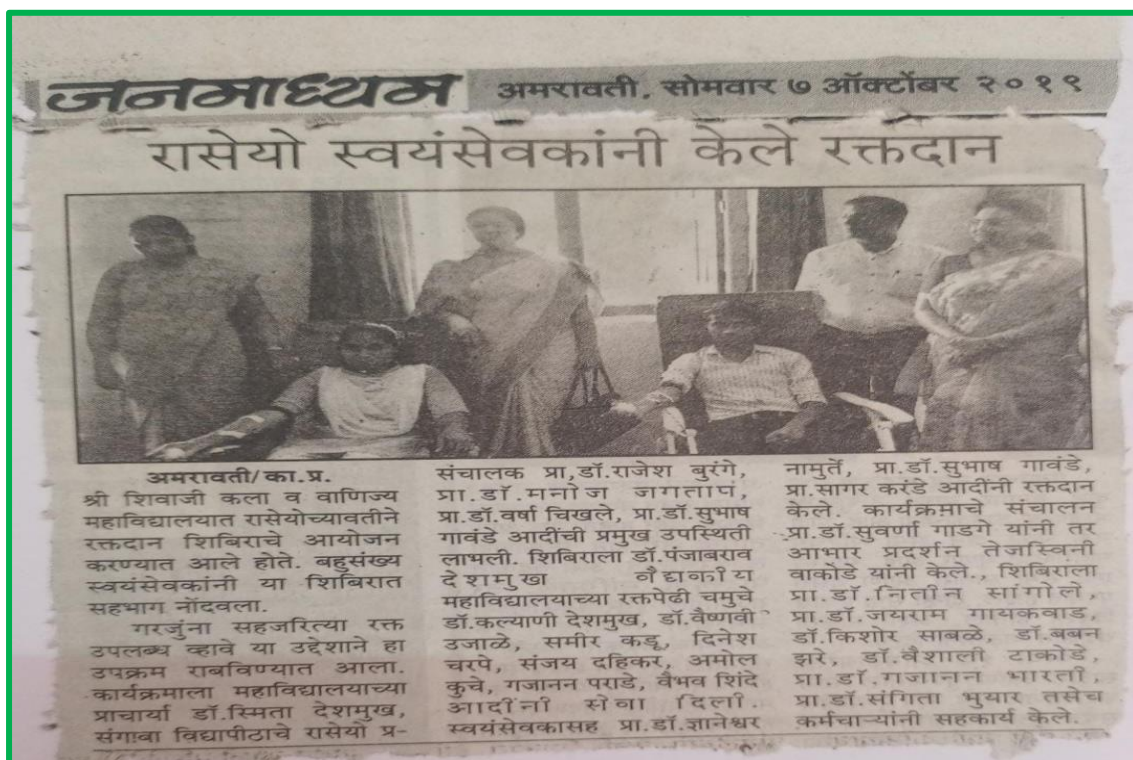 जनमाध्यम
अमरावती, सोमवार ७ ऑक्टोंबर २०१९
रासेयो स्वयंसेवकांनी केले रक्तदान
अमरावती/का.प्र.
श्री शिवाजी कला व वाणिज्य
महाविद्यालयात रासेयोच्यावतीने
रक्तदान शिबिराचे आयोजन
करण्यात आले होते. बहुसंख्य
स्वयंसेवकांनी या शिबिरात
सहभाग नोंदवला.
गरजुंना सहजरित्या रक्त
उपलब्ध व्हावे या उद्देशाने हा
उपक्रम राबविण्यात आला.
कार्यक्रमाला महाविद्यालयाच्या
प्राचार्या डॉ.स्मिता देशमुख,
संगाबा विद्यापीठाचे रासेयो प्र-
संचालक प्रा.डॉ.राजेश बुरंगे,
प्रा.डॉ.मनोज जगताप,
प्रा.डॉ.वर्षा चिखले, प्रा.डॉ.सुभाष
गावंडे आदींची प्रमुख उपस्थिती
लाभली. शिबिराला डॉ.पंजाबराव
देशमुखा वैद्यकीय
महाविद्यालयाच्या रक्तपेढी चमुचे
डॉ.कल्याणी देशमुख, डॉ.वैष्णवी
उजाळे, समीर कडू, दिनेश
चरपे, संजय दहिकर, अमोल
कुचे, गजानन पराडे, वैभव शिंदे
आदींनी सेवा दिली.
स्वयंसेवकासह प्रा.डॉ.ज्ञानेश्वर
नामुर्ते, प्रा.डॉ.सुभाष गावंडे,
प्रा.सागर करंडे आदींनी रक्तदान
केले. कार्यक्रमाचे संचालन
प्रा.डॉ.सुवर्णा गाडगे यांनी तर
आभार प्रदर्शन तेजस्विनी
वाकोडे यांनी केले., शिबिराला
प्रा.डॉ.नितीन सांगोले,
प्रा.डॉ.जयराम गायकवाड,
डॉ.किशोर साबळे, डॉ.बबन
झरे, डॉ.वैशाली टाकोडे,
प्रा.डॉ.गजानन भारती,
प्रा.डॉ.संगिता भुयार तसेच
कर्मचाऱ्यांनी सहकार्य केले.